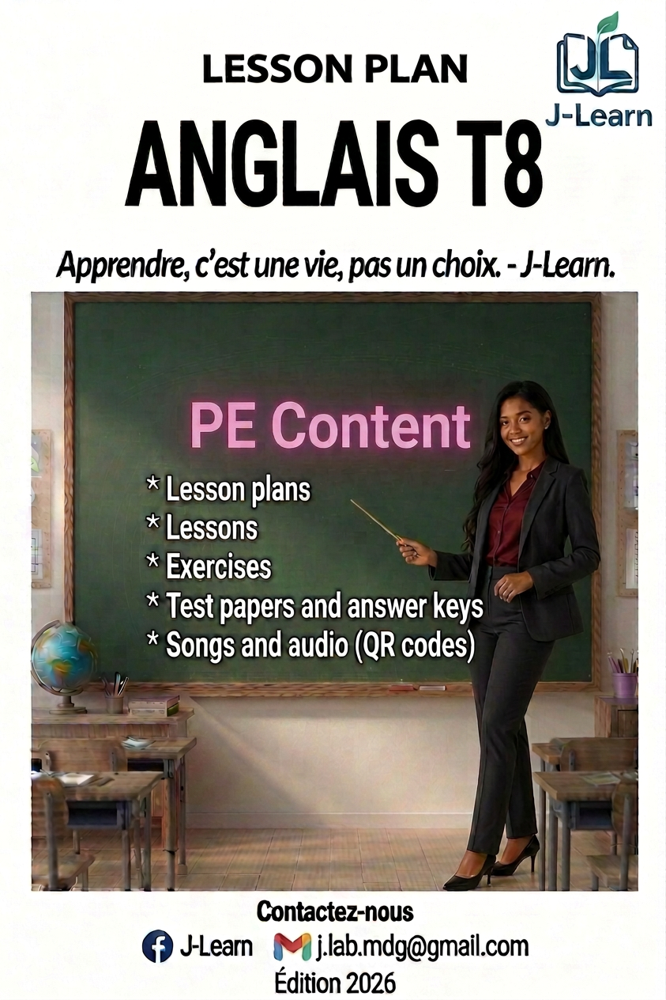 LESSON PLAN
J-Learn
ANGLAIS T8
Apprendre, c'est une vie, pas un choix. - J-Learn.
PE Content
* Lesson plans
* Lessons
* Exercises
* Test papers and answer keys
* Songs and audio (QR codes)
Contactez-nous
J-Learn j.lab.mdg@gmail.com
Édition 2026